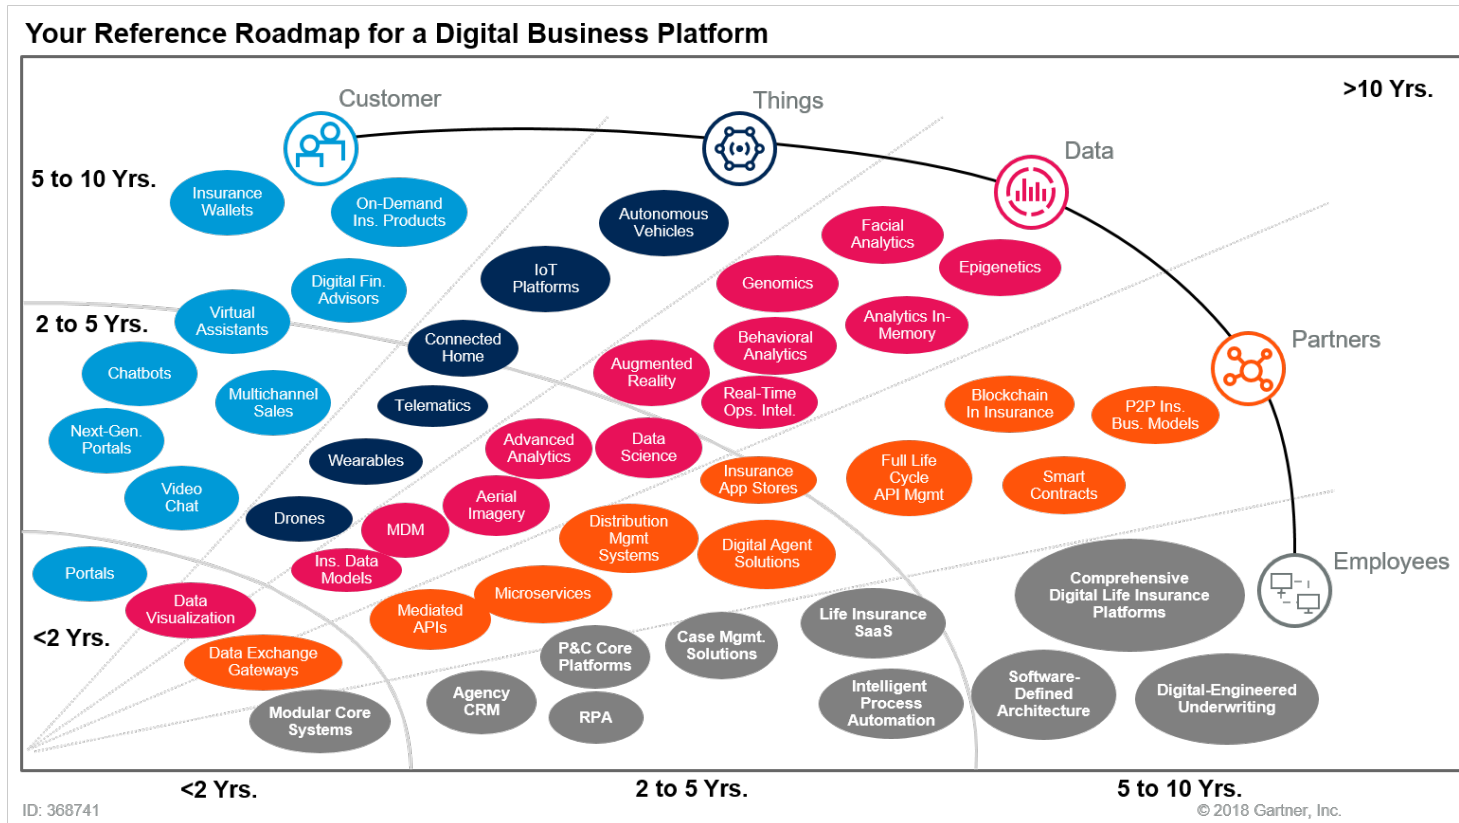 Your Reference Roadmap for a Digital Business Platform
>10 Yrs.
Customer
Things
Data
Partners
Employees
5 to 10 Yrs.
2 to 5 Yrs.
<2 Yrs.
Insurance
Wallets
On-Demand
Ins. Products
Digital Fin.
Advisors
Virtual
Assistants
Chatbots
Multichannel
Sales
Next-Gen.
Portals
Video
Chat
Portals
Autonomous
Vehicles
IoT
Platforms
Connected
Home
Telematics
Wearables
Drones
Facial
Analytics
Epigenetics
Genomics
Analytics In-
Memory
Behavioral
Analytics
Augmented
Reality
Real-Time
Ops. Intel.
Advanced
Analytics
Data
Science
Aerial
Imagery
MDM
Ins. Data
Models
Data
Visualization
Blockchain
In Insurance
P2P Ins.
Bus. Models
Full Life
Cycle
API Mgmt
Smart
Contracts
Insurance
App Stores
Distribution
Mgmt
Systems
Digital Agent
Solutions
Microservices
Mediated
APIs
Data Exchange
Gateways
Comprehensive
Digital Life Insurance
Platforms
Life Insurance
SaaS
Case Mgmt.
Solutions
P&C Core
Platforms
Agency
CRM
RPA
Intelligent
Process
Automation
Software-
Defined
Architecture
Digital-Engineered
Underwriting
Modular Core
Systems
<2 Yrs.
2 to 5 Yrs.
5 to 10 Yrs.
ID: 368741
© 2018 Gartner, Inc.